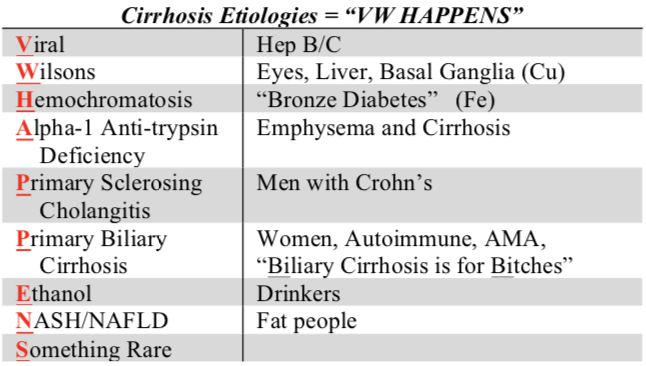 Cirrhosis Etiologies = “VW HAPPENS”
Viral Hep B/C
Wilsons Eyes, Liver, Basal Ganglia (Cu)
Hemochromatosis “Bronze Diabetes” (Fe)
Alpha-1 Anti-trypsin Emphysema and Cirrhosis
Deficiency
Primary Sclerosing Men with Crohn’s
Cholangitis
Primary Biliary Women, Autoimmune, AMA,
Cirrhosis “Biliary Cirrhosis is for Bitches”
Ethanol Drinkers
NASH/NAFLD Fat people
Something Rare